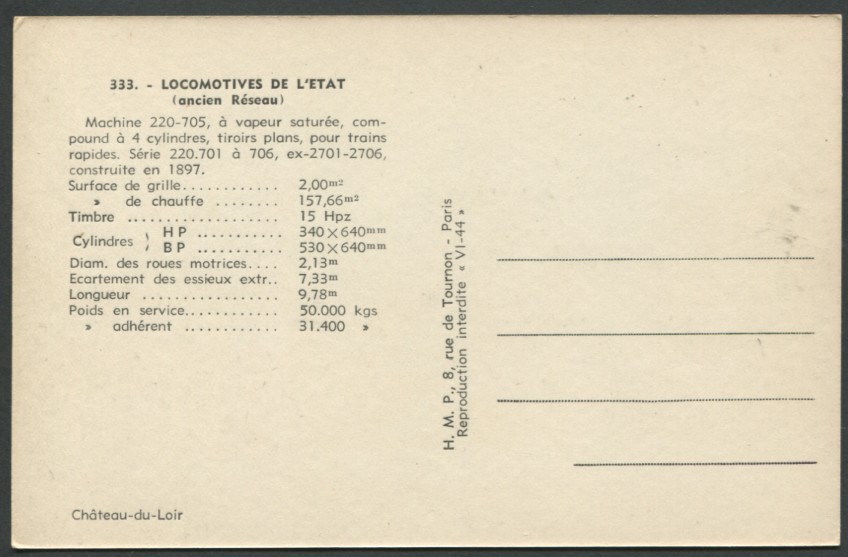 333. - LOCOMOTIVES DE L'ETAT
(ancien Réseau)
Machine 220-705, à vapeur saturée, com-
pound à 4 cylindres, tiroirs plans, pour trains
rapides. Série 220.701 à 706, ex-2701-2706,
construite en 1897.
Surface de grille............ 2,00m²
» de chauffe ........ 157,66m²
Timbre ................... 15 Hpz
Cylindres } HP ........... 340×640mm
BP ........... 530×640mm
Diam. des roues motrices.... 2,13m
Ecartement des essieux extr.. 7,33m
Longueur ................. 9,78m
Poids en service............ 50.000 kgs
» adhérent ............ 31.400 »
Château-du-Loir
H. M. P., 8, rue de Tournon - Paris
Reproduction interdite « VI-44 »